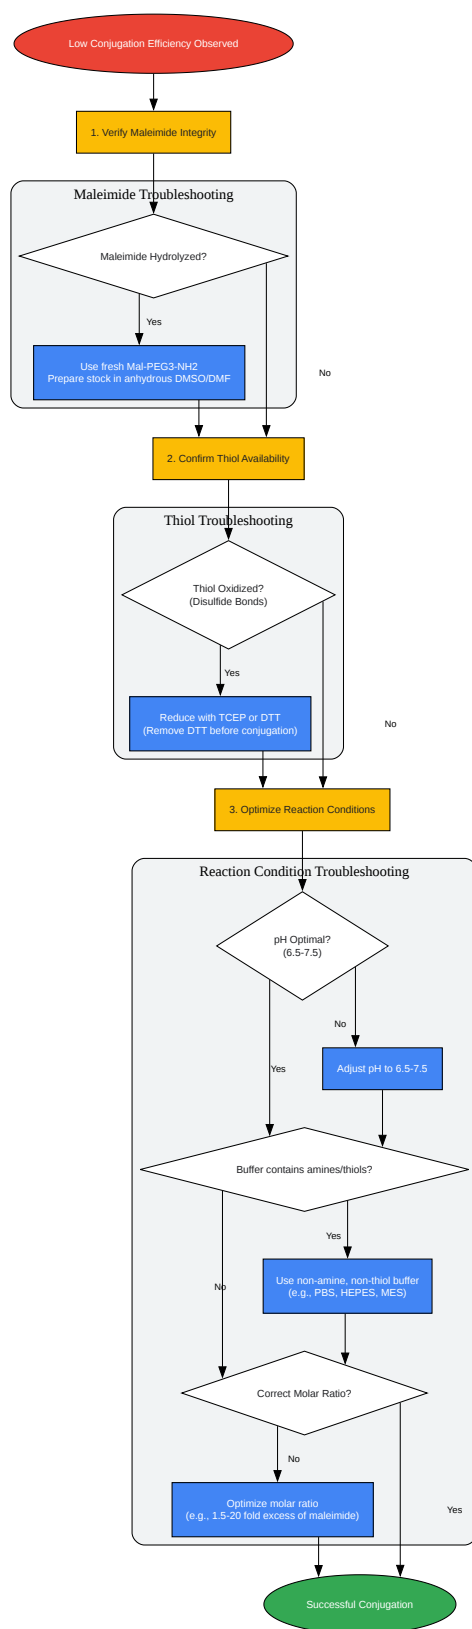 Low Conjugation Efficiency Observed
1. Verify Maleimide Integrity
Maleimide Troubleshooting
Maleimide Hydrolyzed?
Yes
Use fresh Mal-PEG3-NH2
Prepare stock in anhydrous DMSO/DMF
No
2. Confirm Thiol Availability
Thiol Troubleshooting
Thiol Oxidized?
(Disulfide Bonds)
Yes
Reduce with TCEP or DTT
(Remove DTT before conjugation)
No
3. Optimize Reaction Conditions
Reaction Condition Troubleshooting
pH Optimal?
(6.5-7.5)
No
Yes
Adjust pH to 6.5-7.5
Buffer contains amines/thiols?
Yes
No
Use non-amine, non-thiol buffer
(e.g., PBS, HEPES, MES)
Correct Molar Ratio?
No
Optimize molar ratio
(e.g., 1.5-20 fold excess of maleimide)
Yes
Successful Conjugation